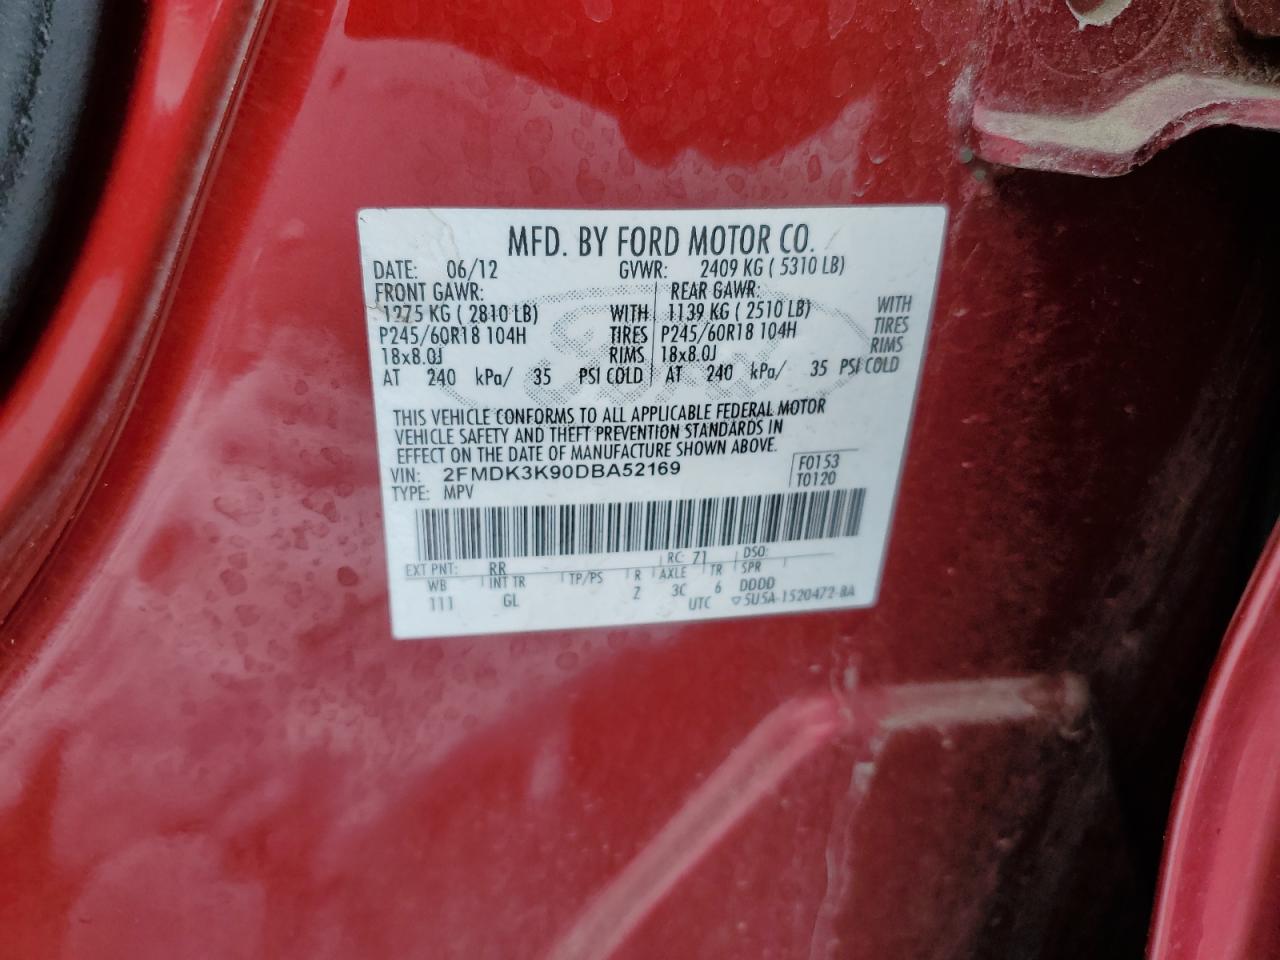 MFD. BY FORD MOTOR CO.
DATE: 06/12 GVWR: 2409 KG ( 5310 LB)
FRONT GAWR: REAR GAWR:
1275 KG ( 2810 LB) WITH 1139 KG ( 2510 LB) WITH
P245/60R18 104H TIRES P245/60R18 104H TIRES
18x8.0J RIMS 18x8.0J RIMS
AT 240 kPa/ 35 PSI COLD AT 240 kPa/ 35 PSI COLD
THIS VEHICLE CONFORMS TO ALL APPLICABLE FEDERAL MOTOR
VEHICLE SAFETY AND THEFT PREVENTION STANDARDS IN
EFFECT ON THE DATE OF MANUFACTURE SHOWN ABOVE.
VIN: 2FMDK3K90DBA52169 F0153
TYPE: MPV T0120
EXT PNT: RR RC: 71 DSO:
WB INT TR TP/PS R AXLE TR SPR
111 GL 2 3C 6 DDDD
UTC ▽5U5A-1520472-BA